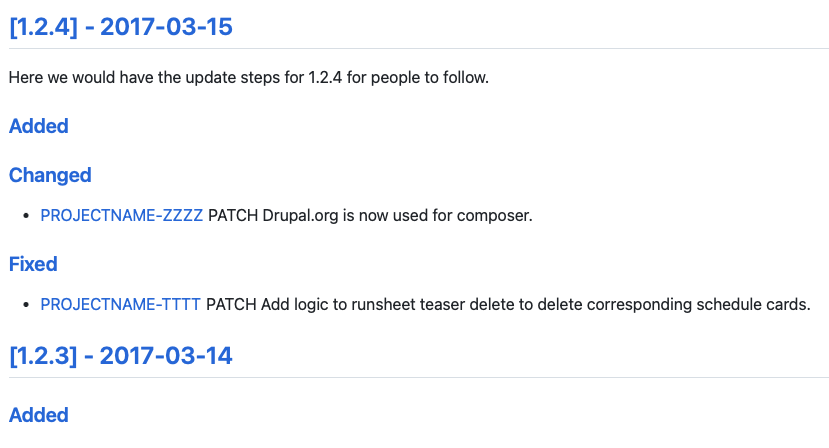 [1.2.4] - 2017-03-15
Here we would have the update steps for 1.2.4 for people to follow.
Added
Changed
• PROJECTNAME-ZZZZ PATCH Drupal.org is now used for composer.
Fixed
• PROJECTNAME-TTTT PATCH Add logic to runsheet teaser delete to delete corresponding schedule cards.
[1.2.3] - 2017-03-14
Added